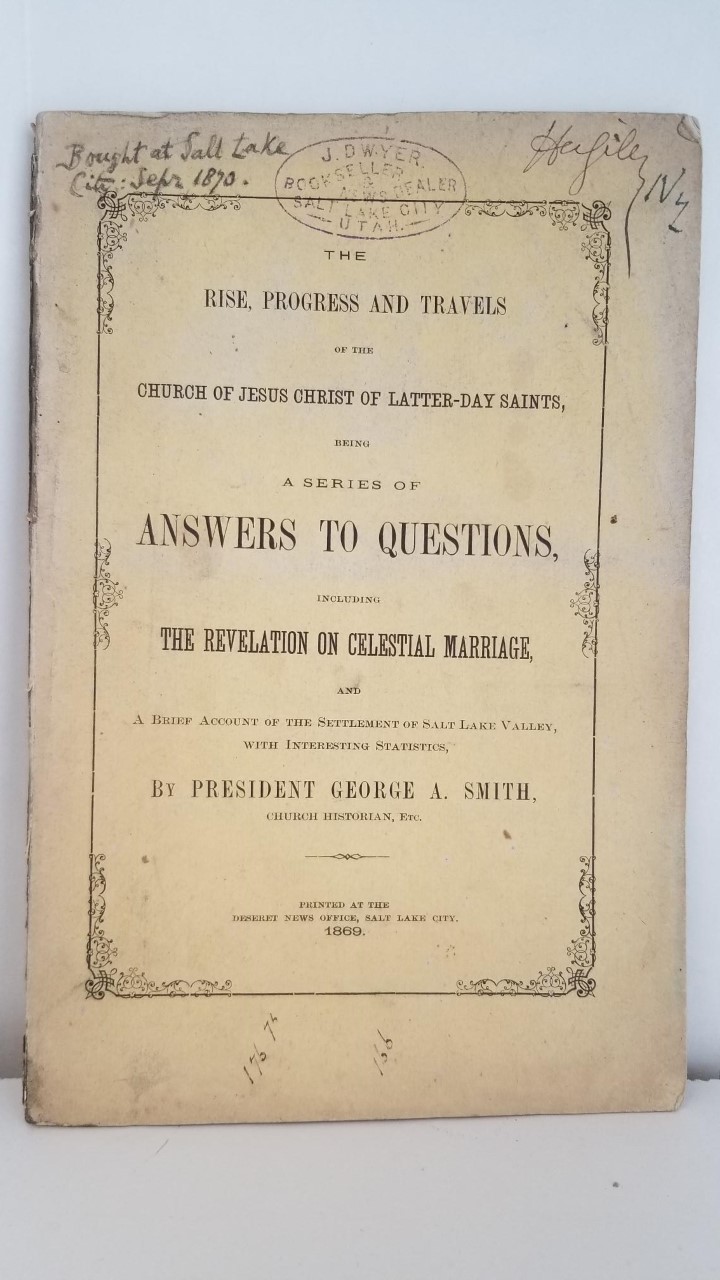 Bought at Salt Lake
City: Sepr 1870.
J. DWYER,
BOOKSELLER
&
NEWS DEALER
SALT LAKE CITY
UTAH.
THE
RISE, PROGRESS AND TRAVELS
OF THE
CHURCH OF JESUS CHRIST OF LATTER-DAY SAINTS,
BEING
A SERIES OF
ANSWERS TO QUESTIONS,
INCLUDING
THE REVELATION ON CELESTIAL MARRIAGE,
AND
A BRIEF ACCOUNT OF THE SETTLEMENT OF SALT LAKE VALLEY,
WITH INTERESTING STATISTICS,
BY PRESIDENT GEORGE A. SMITH,
CHURCH HISTORIAN, ETC.
PRINTED AT THE
DESERET NEWS OFFICE, SALT LAKE CITY.
1869.